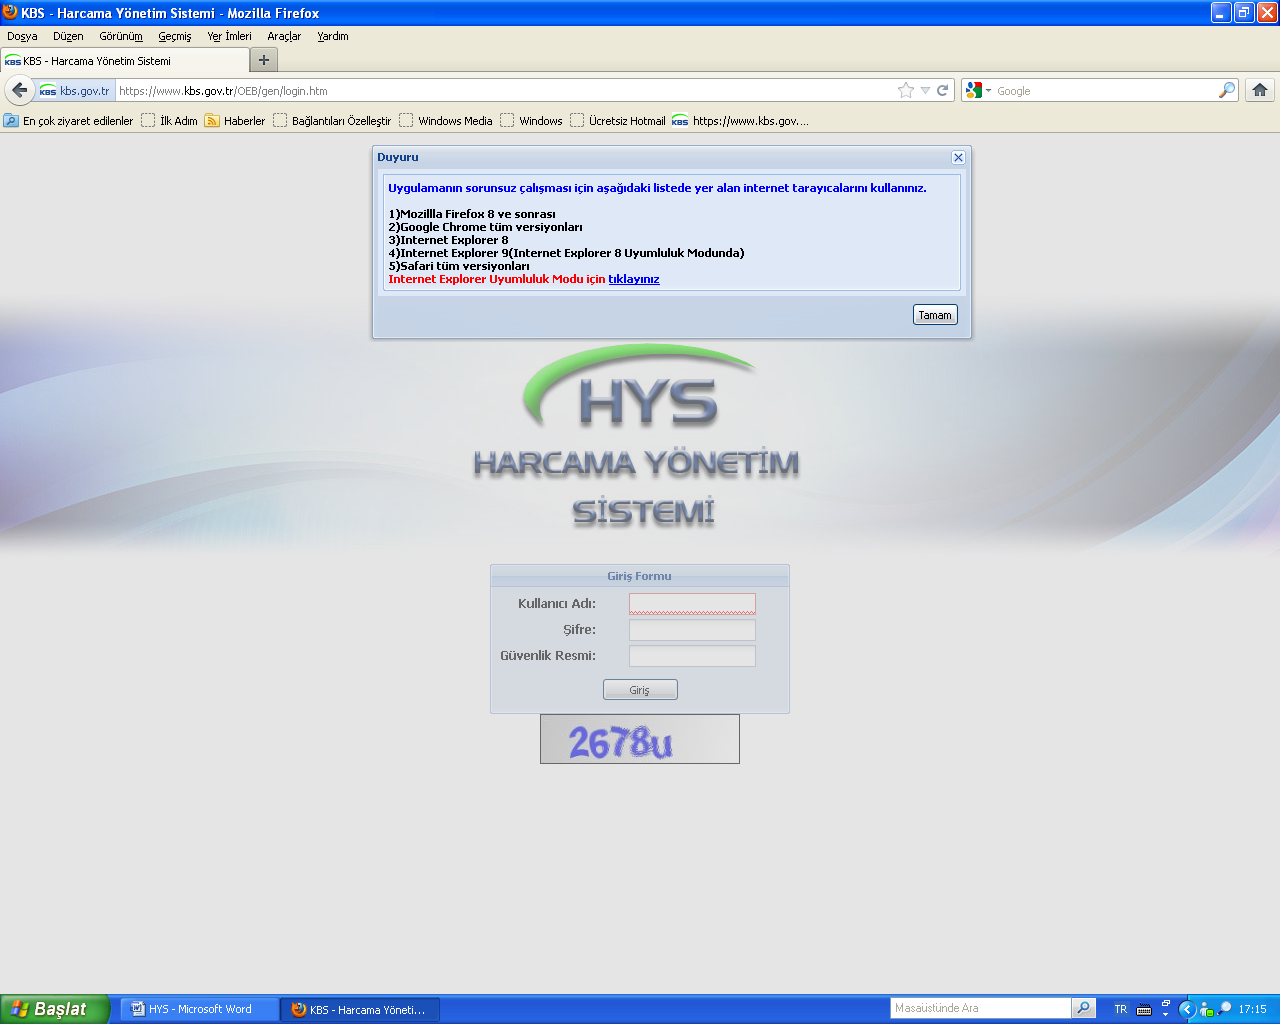 KBS - Harcama Yönetim Sistemi - Mozilla Firefox
Dosya Düzen Görünüm Geçmiş Yer İmleri Araçlar Yardım
KBS KBS - Harcama Yönetim Sistemi
KBS kbs.gov.tr https://www.kbs.gov.tr/OEB/gen/login.htm Google
En çok ziyaret edilenler İlk Adım Haberler Bağlantıları Özelleştir Windows Media Windows Ücretsiz Hotmail KBS https://www.kbs.gov....
Duyuru
Uygulamanın sorunsuz çalışması için aşağıdaki listede yer alan internet tarayıcalarını kullanınız.
1)Mozillla Firefox 8 ve sonrası
2)Google Chrome tüm versiyonları
3)Internet Explorer 8
4)Internet Explorer 9(Internet Explorer 8 Uyumluluk Modunda)
5)Safari tüm versiyonları
Internet Explorer Uyumluluk Modu için tıklayınız
Tamam
HYS
HARCAMA YÖNETİM
SİSTEMİ
Giriş Formu
Kullanıcı Adı:
Şifre:
Güvenlik Resmi:
Giriş
2678u
Başlat HYS - Microsoft Word KBS - Harcama Yöneti... Masaüstünde Ara TR 17:15